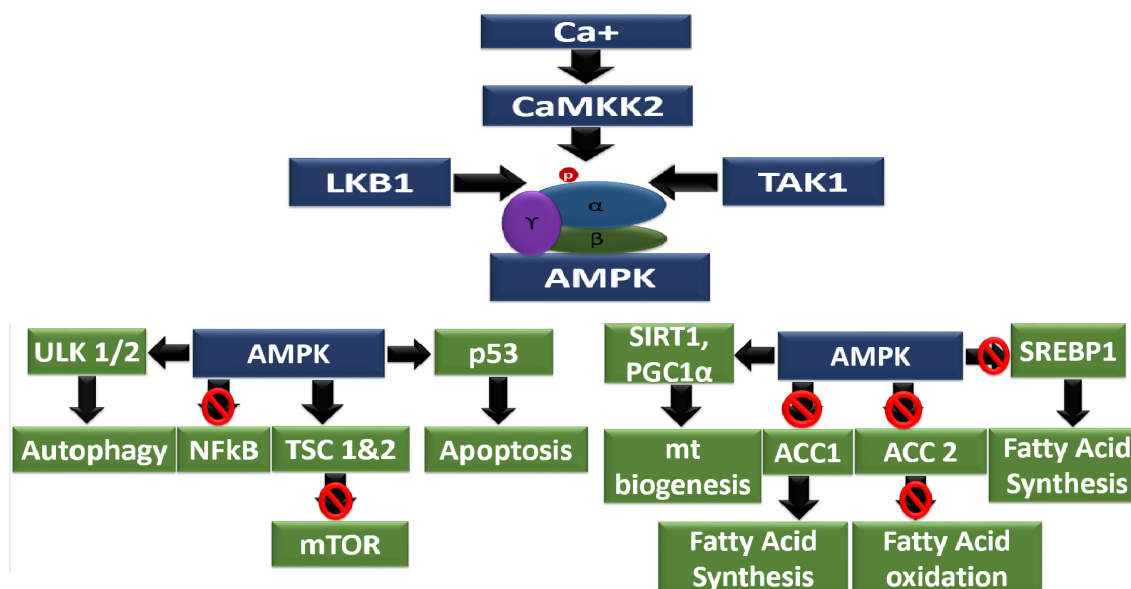 Ca+
CaMKK2
LKB1
P
TAK1
α
ϒ
β
AMPK
ULK 1/2
AMPK
p53
Autophagy
NFkB
TSC 1&2
Apoptosis
mTOR
SIRT1,
PGC1α
AMPK
SREBP1
mt
biogenesis
ACC1
ACC 2
Fatty Acid
Synthesis
Fatty Acid
Synthesis
Fatty Acid
oxidation